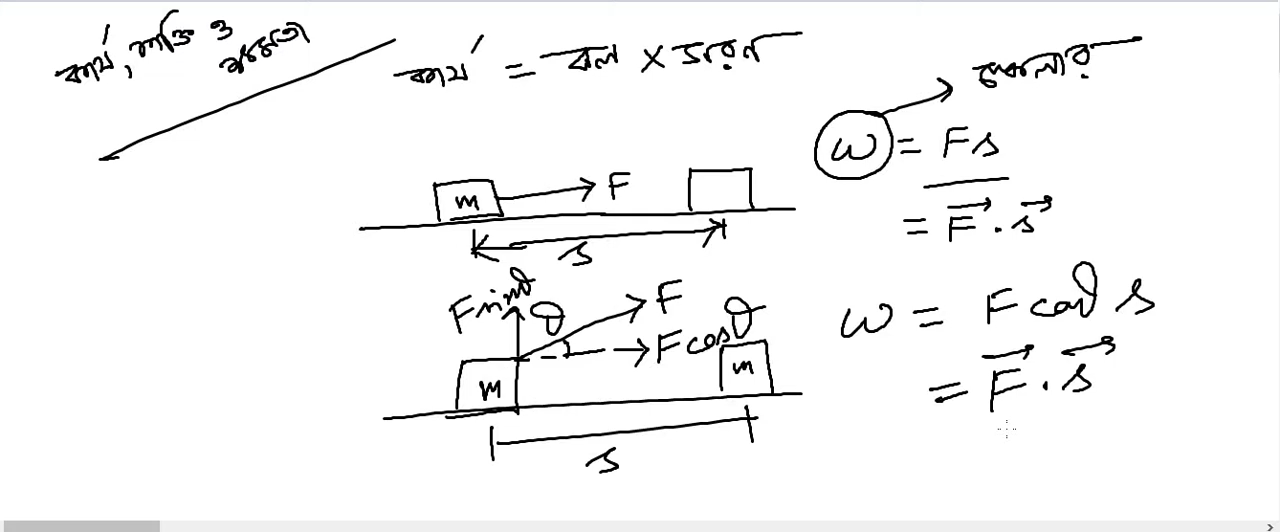 কার্য, শক্তি ও
ক্ষমতা
কার্য = বল × সরণ
স্কেলার
W = Fs
= F⃗ . s⃗
m → F
s
F sinθ
θ
F
F cosθ
m
m
s
W = F cosθ s
= F⃗ . s⃗